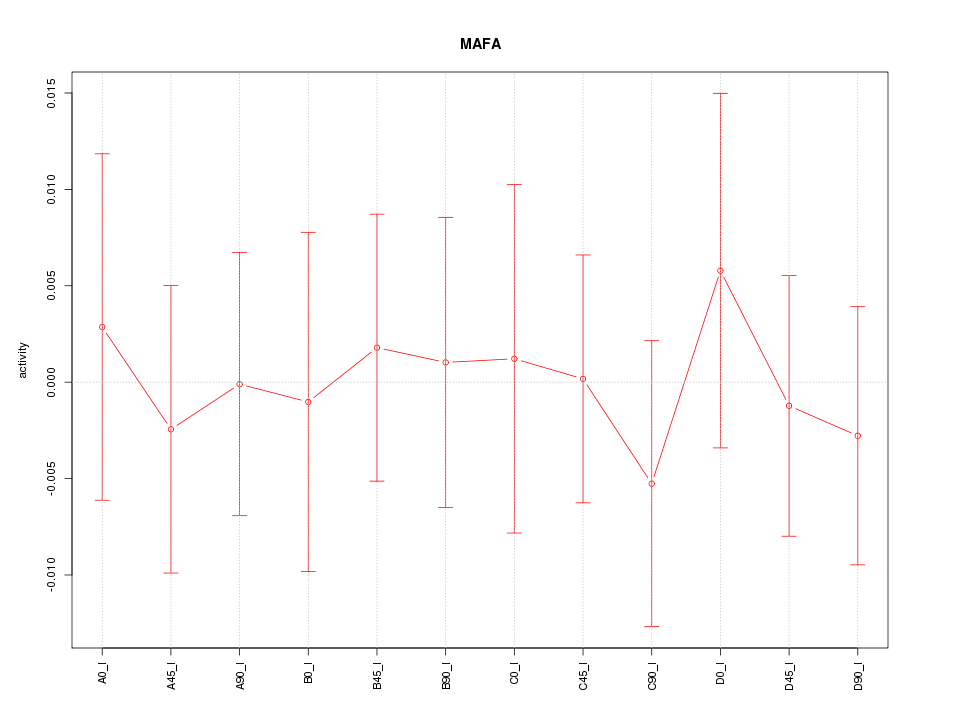 MAFA
activity
0.015
0.010
0.005
0.000
-0.005
-0.010
A0_I
A45_I
A90_I
B0_I
B45_I
B90_I
C0_I
C45_I
C90_I
D0_I
D45_I
D90_I